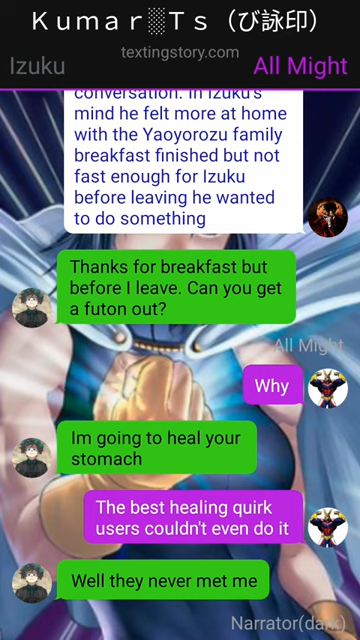 Ｋｕｍａｒ░Ｔｓ（び詠印）
textingstory.com
Izuku
All Might
conversation. In Izuku's
mind he felt more at home
with the Yaoyorozu family
breakfast finished but not
fast enough for Izuku
before leaving he wanted
to do something
Thanks for breakfast but
before I leave. Can you get
a futon out?
All Might
Why
Im going to heal your
stomach
The best healing quirk
users couldn't even do it
Well they never met me
Narrator(dark)